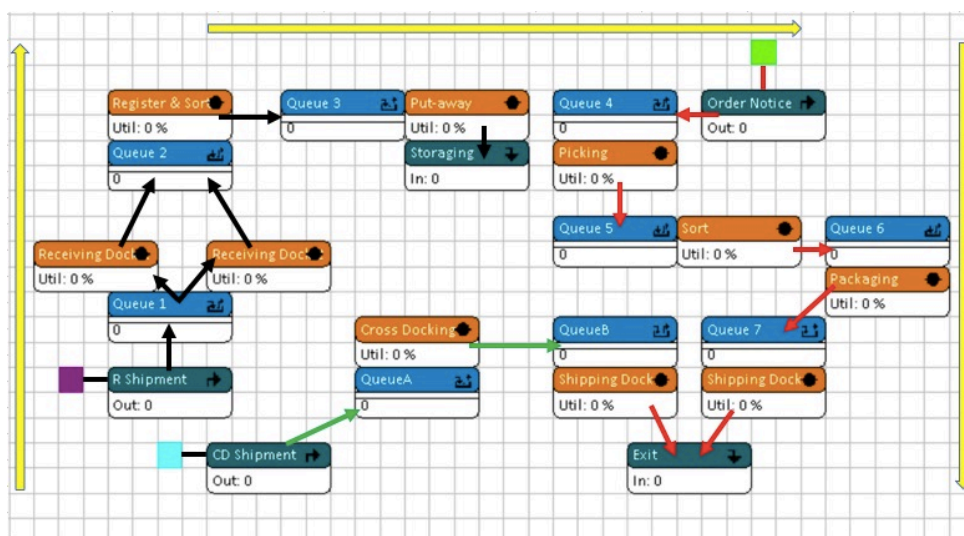 Register & Sort
Util: 0 %
Queue 2
0
Queue 3
0
Put-away
Util: 0 %
Storaging
In: 0
Queue 4
0
Picking
Util: 0 %
Order Notice
Out: 0
Queue 5
0
Sort
Util: 0 %
Queue 6
0
Packaging
Util: 0 %
Receiving Dock
Util: 0 %
Receiving Dock
Util: 0 %
Queue 1
0
R Shipment
Out: 0
Cross Docking
Util: 0 %
QueueA
0
QueueB
0
Shipping Dock
Util: 0 %
Queue 7
0
Shipping Dock
Util: 0 %
CD Shipment
Out: 0
Exit
In: 0